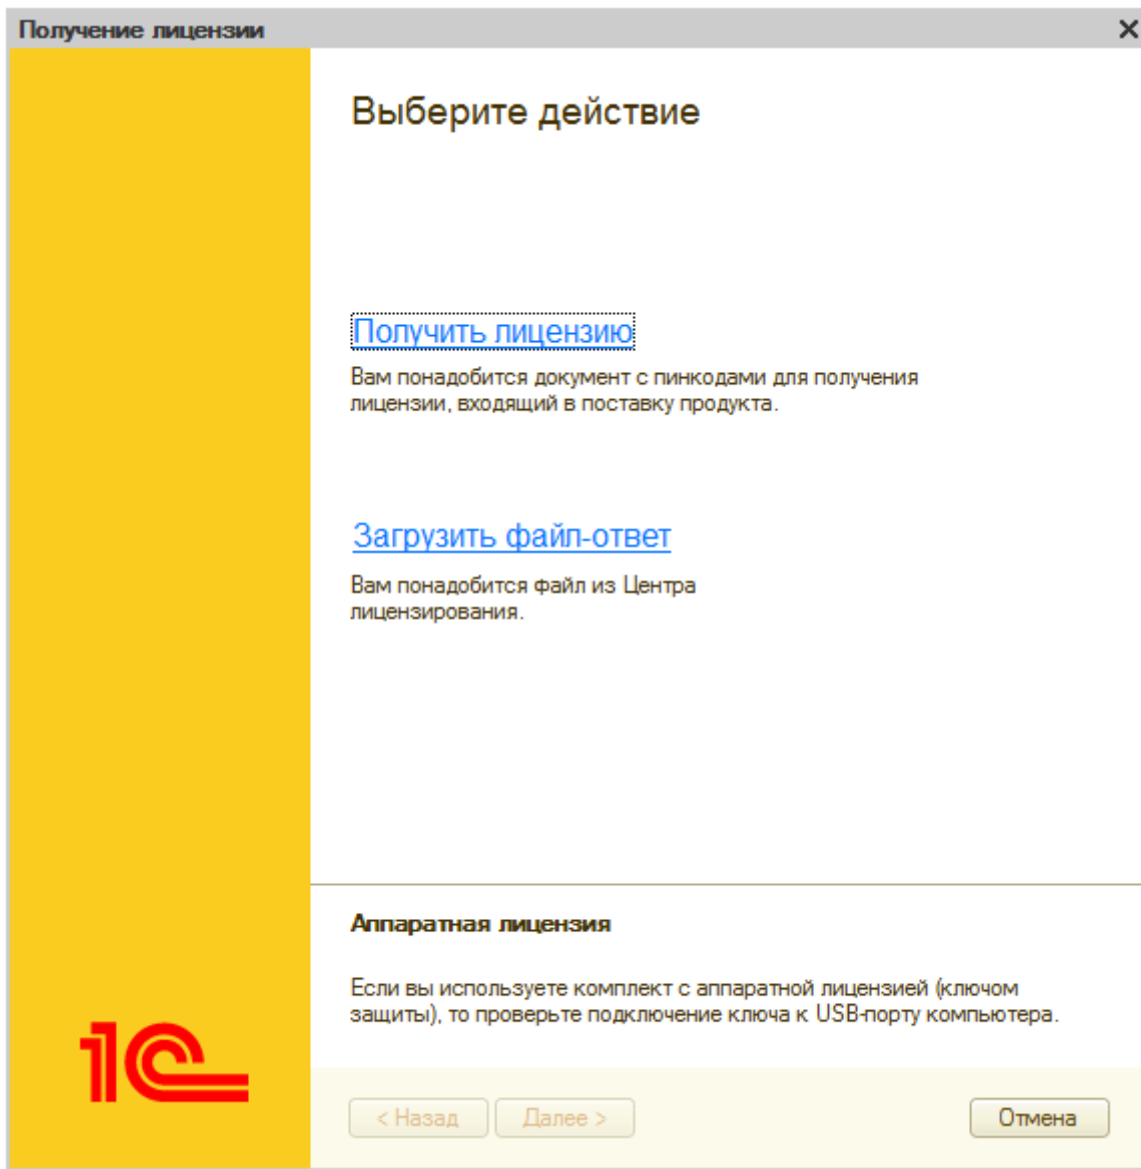 Получение лицензии
Выберите действие
Получить лицензию
Вам понадобится документ с пинкодами для получения
лицензии, входящий в поставку продукта.
Загрузить файл-ответ
Вам понадобится файл из Центра
лицензирования.
Аппаратная лицензия
Если вы используете комплект с аппаратной лицензией (ключом
защиты), то проверьте подключение ключа к USB-порту компьютера.
1С
< Назад Далее > Отмена